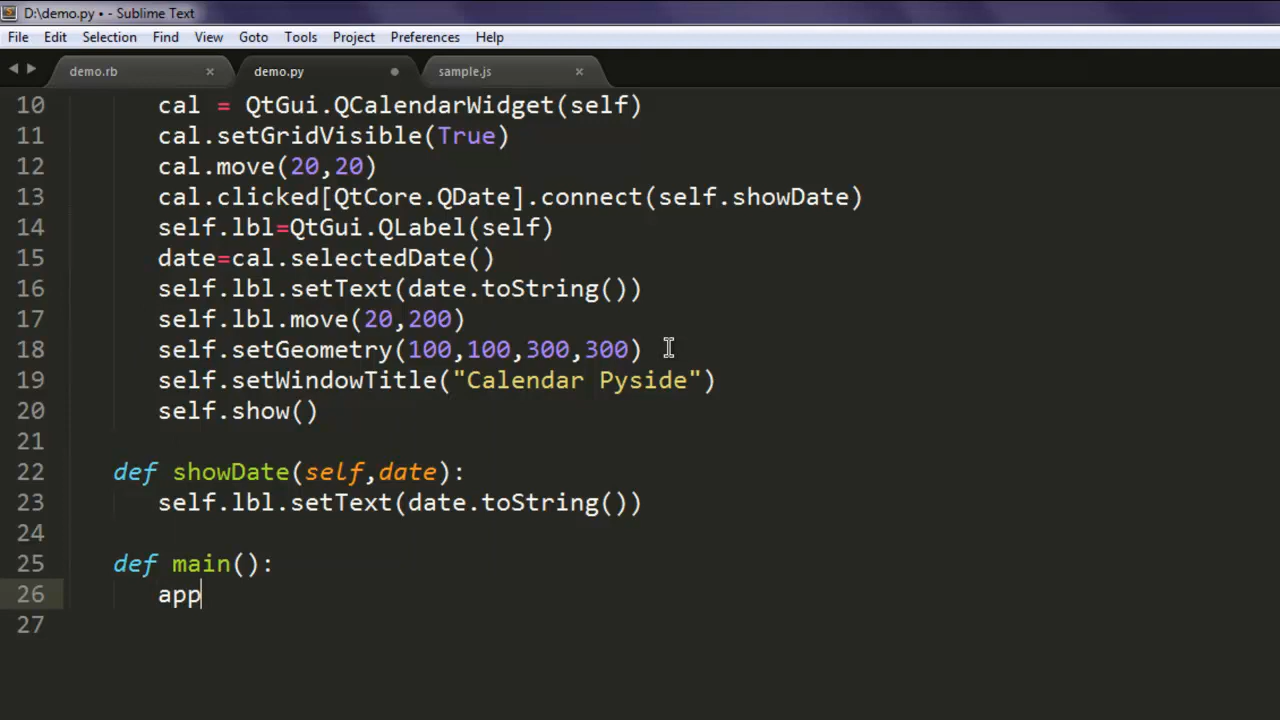 D:\demo.py • - Sublime Text
File Edit Selection Find View Goto Tools Project Preferences Help
demo.rb × demo.py sample.js ×
10 cal = QtGui.QCalendarWidget(self)
11 cal.setGridVisible(True)
12 cal.move(20,20)
13 cal.clicked[QtCore.QDate].connect(self.showDate)
14 self.lbl=QtGui.QLabel(self)
15 date=cal.selectedDate()
16 self.lbl.setText(date.toString())
17 self.lbl.move(20,200)
18 self.setGeometry(100,100,300,300)
19 self.setWindowTitle("Calendar Pyside")
20 self.show()
21
22 def showDate(self,date):
23 self.lbl.setText(date.toString())
24
25 def main():
26 app
27